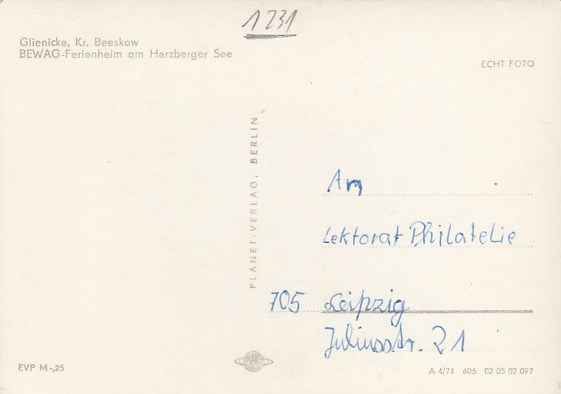 1231
Glienicke, Kr. Beeskow
BEWAG-Ferienheim am Herzberger See
ECHT FOTO
PLANET-VERLAG, BERLIN
An
Lektorat Philatelie
705 Leipzig
Juliusstr. 21
EVP M -,25
PLANET
A 4/74 605 02 05 02 097